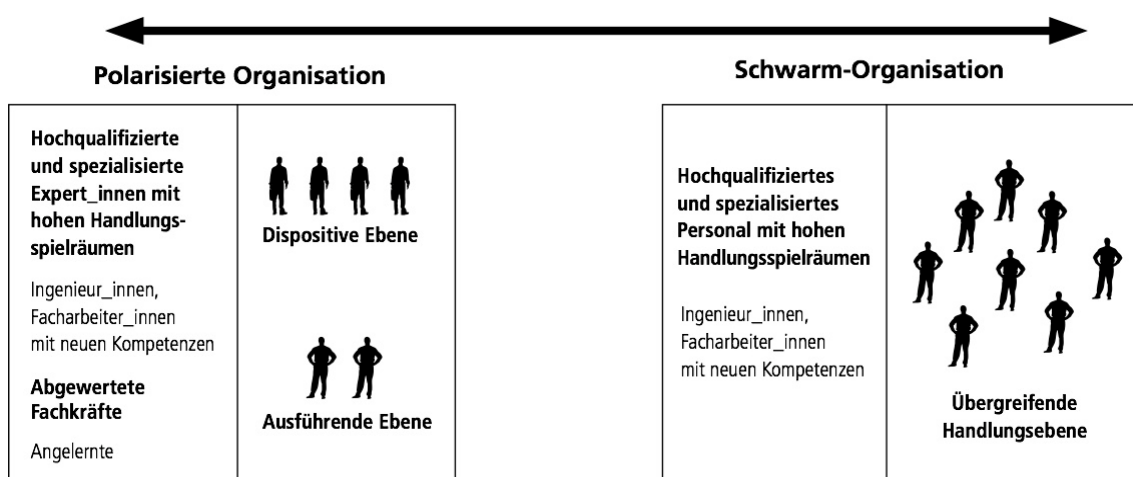 Polarisierte Organisation
Hochqualifizierte
und spezialisierte
Expert_innen mit
hohen Handlungs-
spielräumen
Ingenieur_innen,
Facharbeiter_innen
mit neuen Kompetenzen
Abgewertete
Fachkräfte
Angelernte
Dispositive Ebene
Ausführende Ebene
Schwarm-Organisation
Hochqualifiziertes
und spezialisiertes
Personal mit hohen
Handlungsspielräumen
Ingenieur_innen,
Facharbeiter_innen
mit neuen Kompetenzen
Übergreifende
Handlungsebene